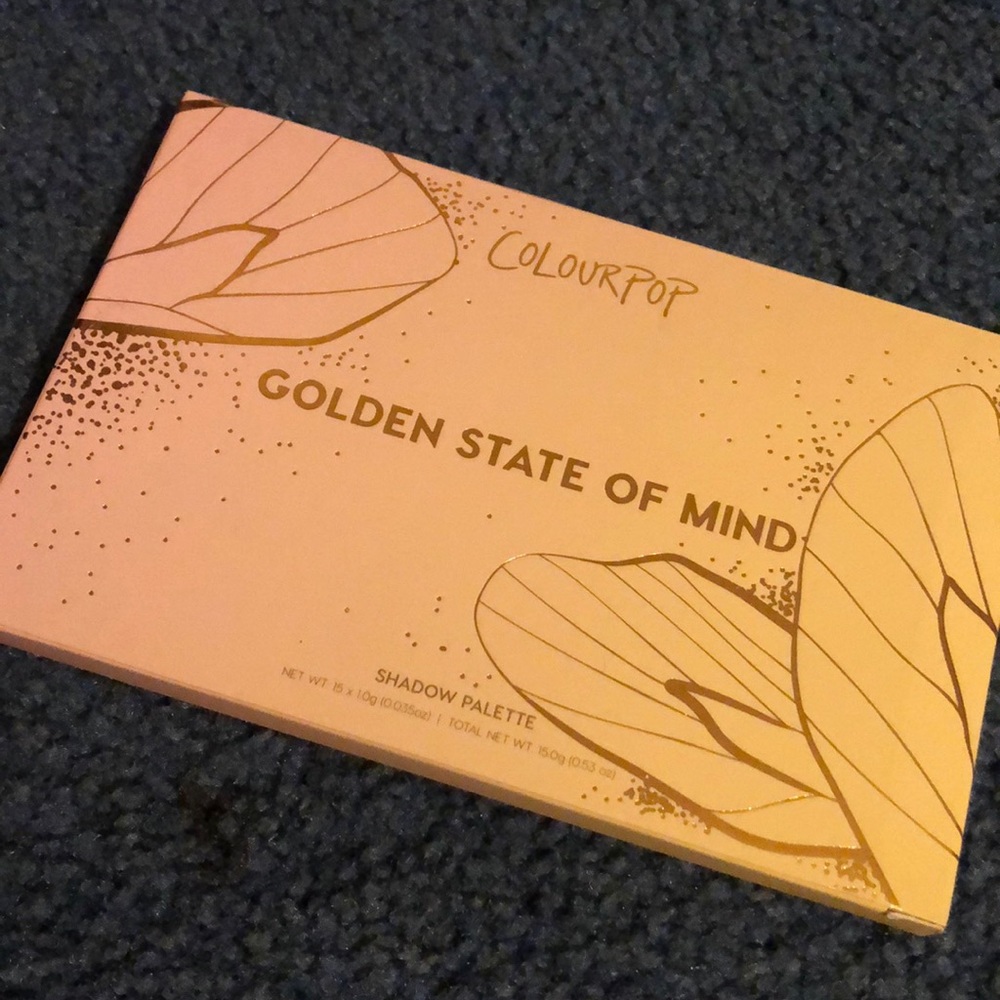 COLOURPOP
GOLDEN STATE OF MIND
SHADOW PALETTE
NET WT. 15 x 1.0g (0.035oz) | TOTAL NET WT. 15.0g (0.53 oz)